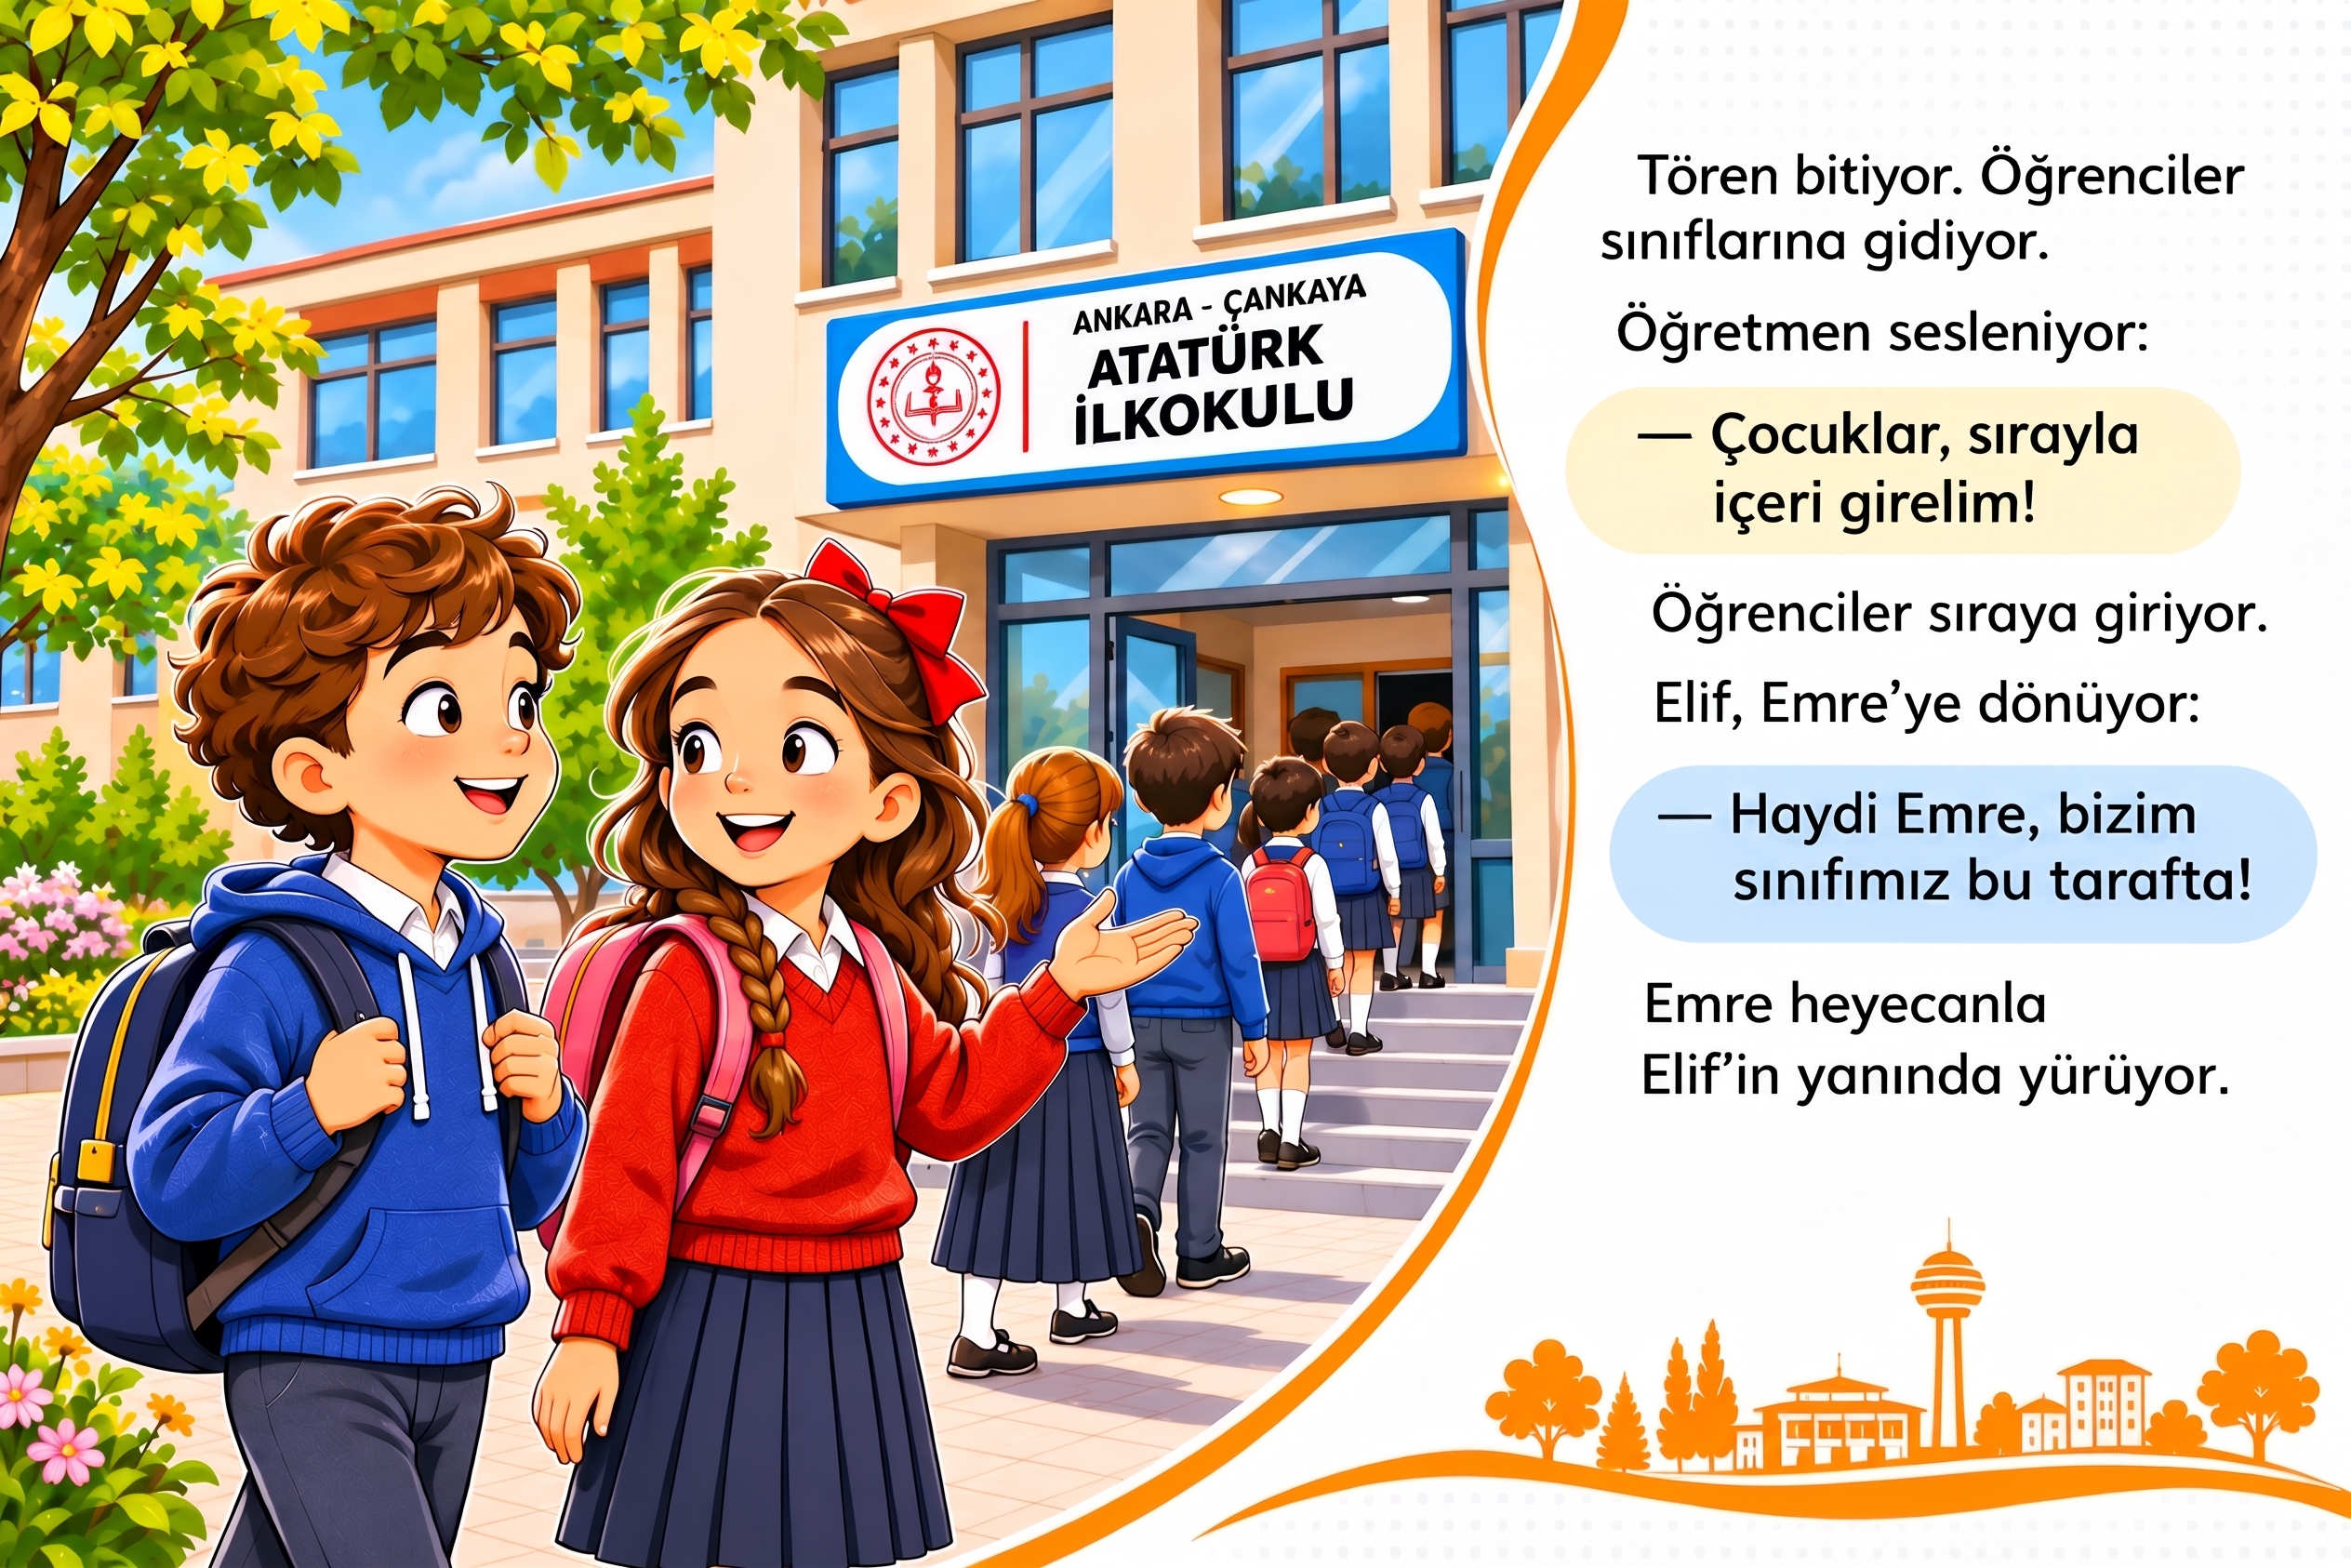 ANKARA - ÇANKAYA
ATATÜRK
İLKOKULU
Tören bitiyor. Öğrenciler
sınıflarına gidiyor.
Öğretmen sesleniyor:
— Çocuklar, sırayla
içeri girelim!
Öğrenciler sıraya giriyor.
Elif, Emre’ye dönüyor:
— Haydi Emre, bizim
sınıfımız bu tarafta!
Emre heyecanla
Elif’in yanında yürüyor.